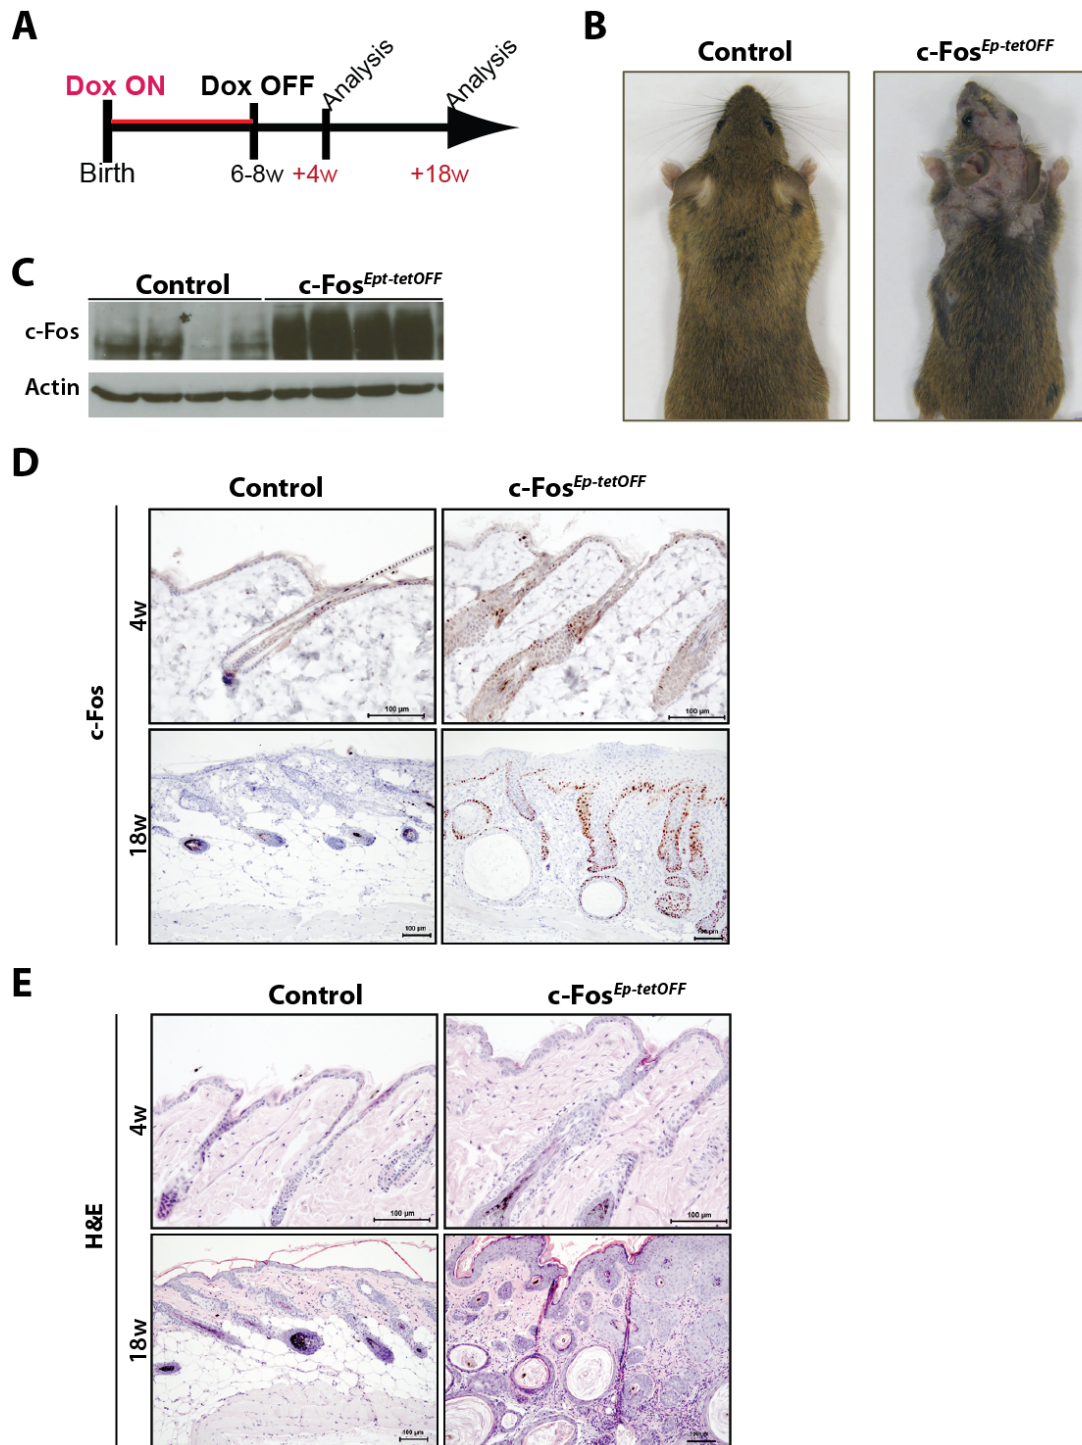 A
Dox ON
Dox OFF
Analysis
Analysis
Birth
6-8w
+4w
+18w
B
Control
c-FosEp-tetOFF
C
Control
c-FosEpt-tetOFF
c-Fos
Actin
D
Control
c-FosEp-tetOFF
c-Fos
4w
100 µm
100 µm
18w
100 µm
100 µm
E
Control
c-FosEp-tetOFF
H&E
4w
100 µm
100 µm
18w
100 µm